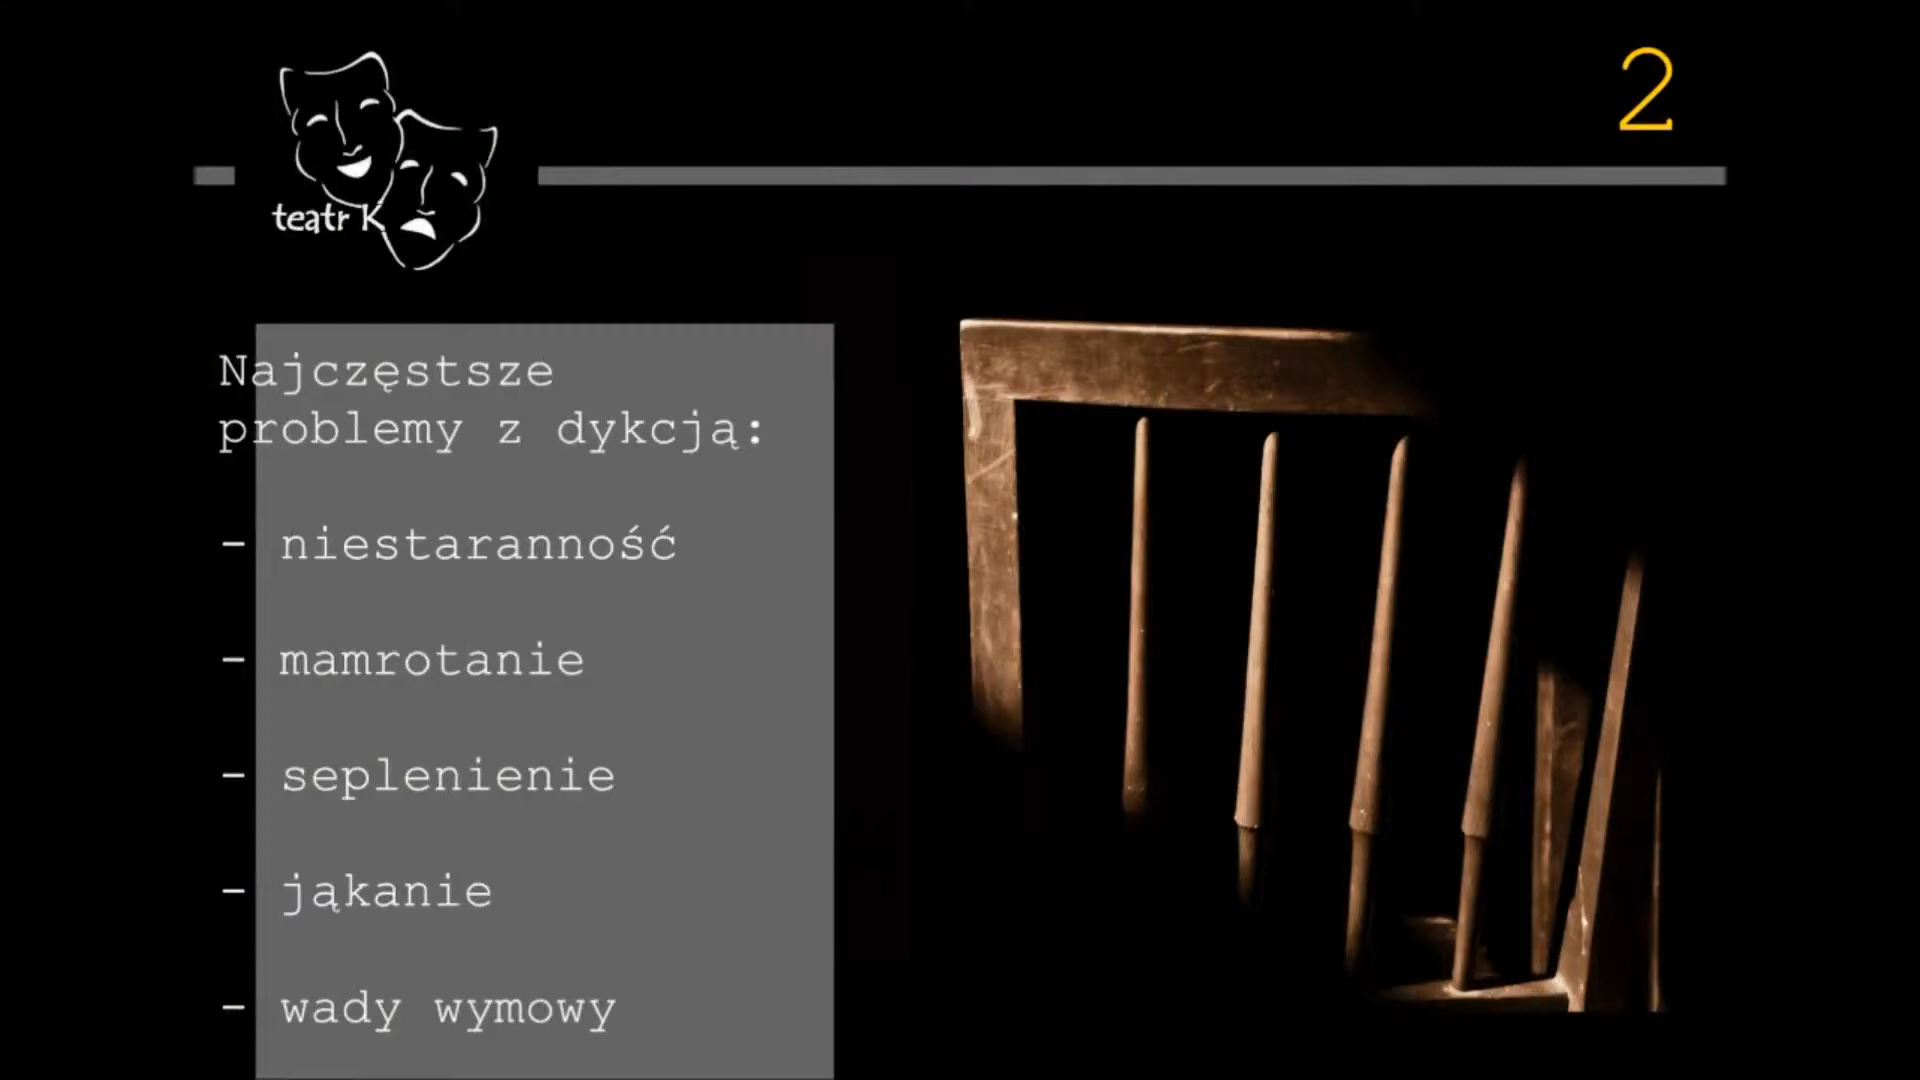 2
teatr K
Najczęstsze
problemy z dykcją:
- niestaranność
- mamrotanie
- seplenienie
- jąkanie
- wady wymowy